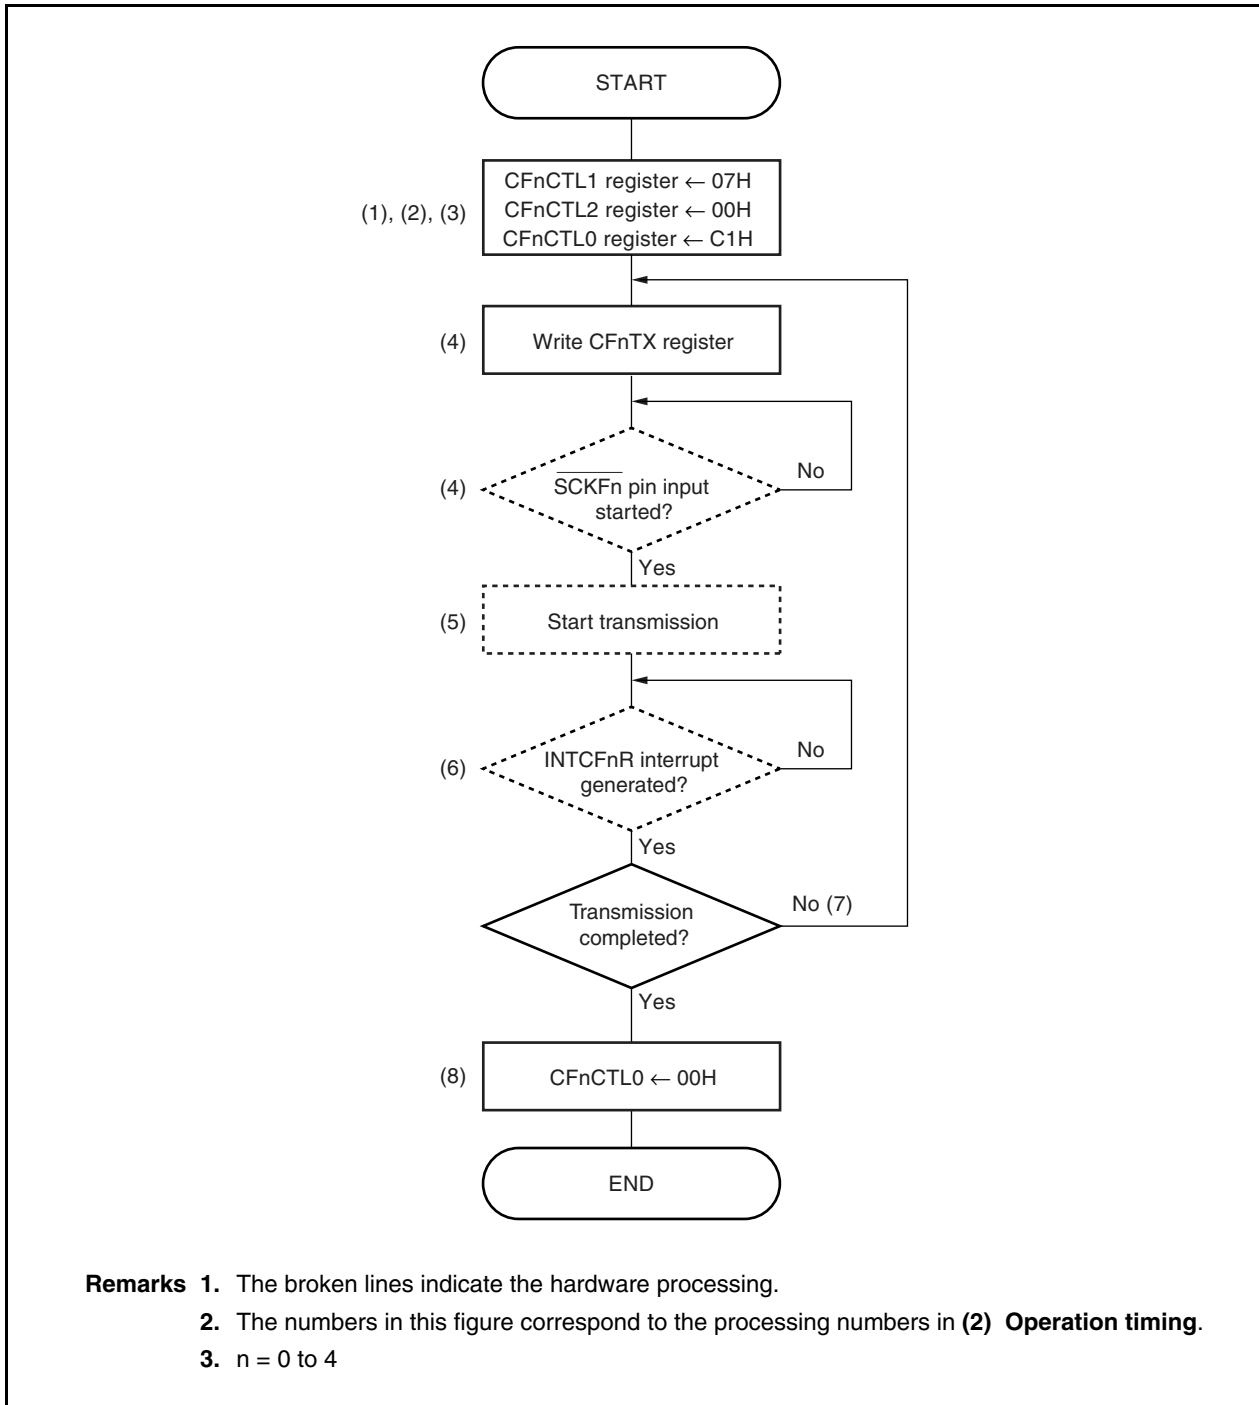 START
(1), (2), (3)
CFnCTL1 register ← 07H
CFnCTL2 register ← 00H
CFnCTL0 register ← C1H
(4)
Write CFnTX register
(4)
S̅C̅K̅F̅n̅ pin input
started?
No
Yes
(5)
Start transmission
(6)
INTCFnR interrupt
generated?
No
Yes
Transmission
completed?
No (7)
Yes
(8)
CFnCTL0 ← 00H
END
Remarks 1. The broken lines indicate the hardware processing.
2. The numbers in this figure correspond to the processing numbers in (2) Operation timing.
3. n = 0 to 4